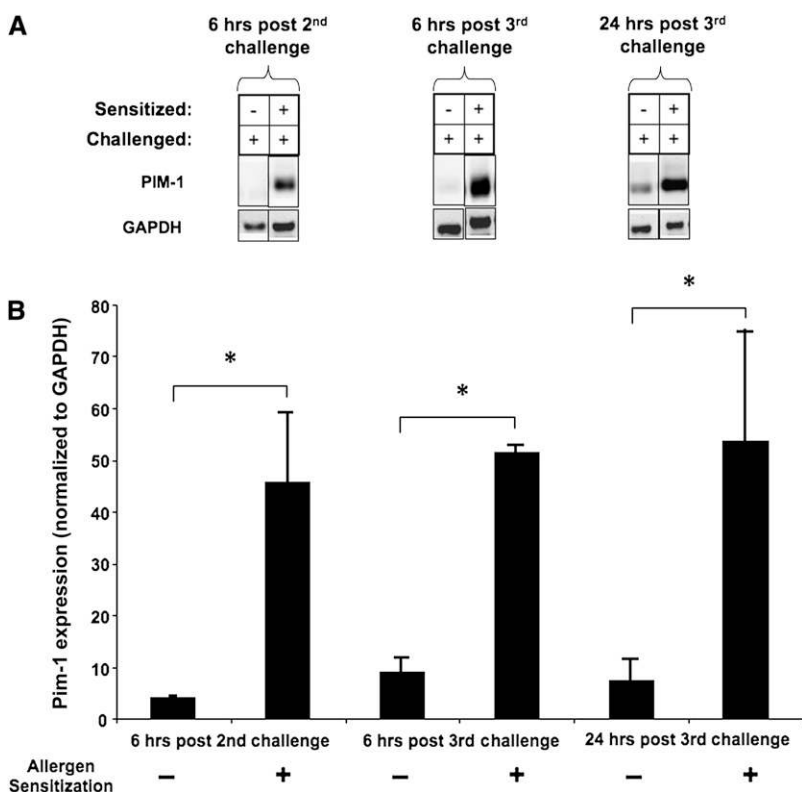 A
6 hrs post 2nd challenge
6 hrs post 3rd challenge
24 hrs post 3rd challenge
Sensitized: - + - + - +
Challenged: + + + + + +
PIM-1
GAPDH
B
Pim-1 expression (normalized to GAPDH)
80
70
60
50
40
30
20
10
0
* * *
6 hrs post 2nd challenge 6 hrs post 3rd challenge 24 hrs post 3rd challenge
Allergen
Sensitization – + – + – +